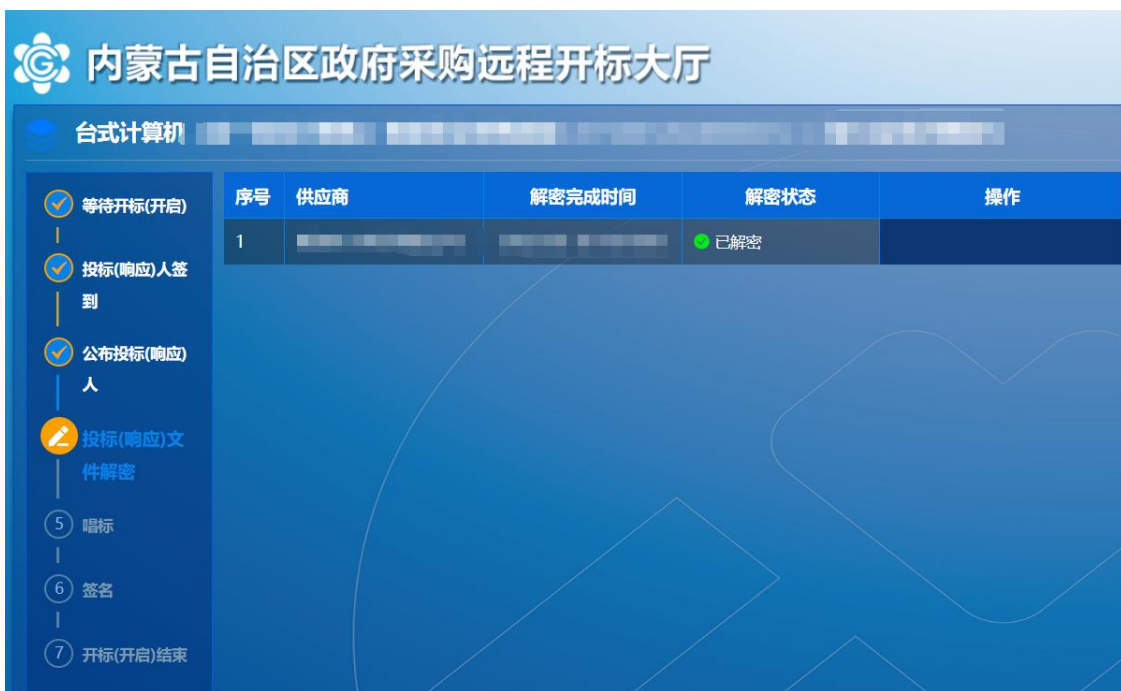 内蒙古自治区政府采购远程开标大厅
台式计算机
等待开标(开启)
投标(响应)人签
到
公布投标(响应)
人
投标(响应)文
件解密
5 唱标
6 签名
7 开标(开启)结束
序号 供应商 解密完成时间 解密状态 操作
1 已解密